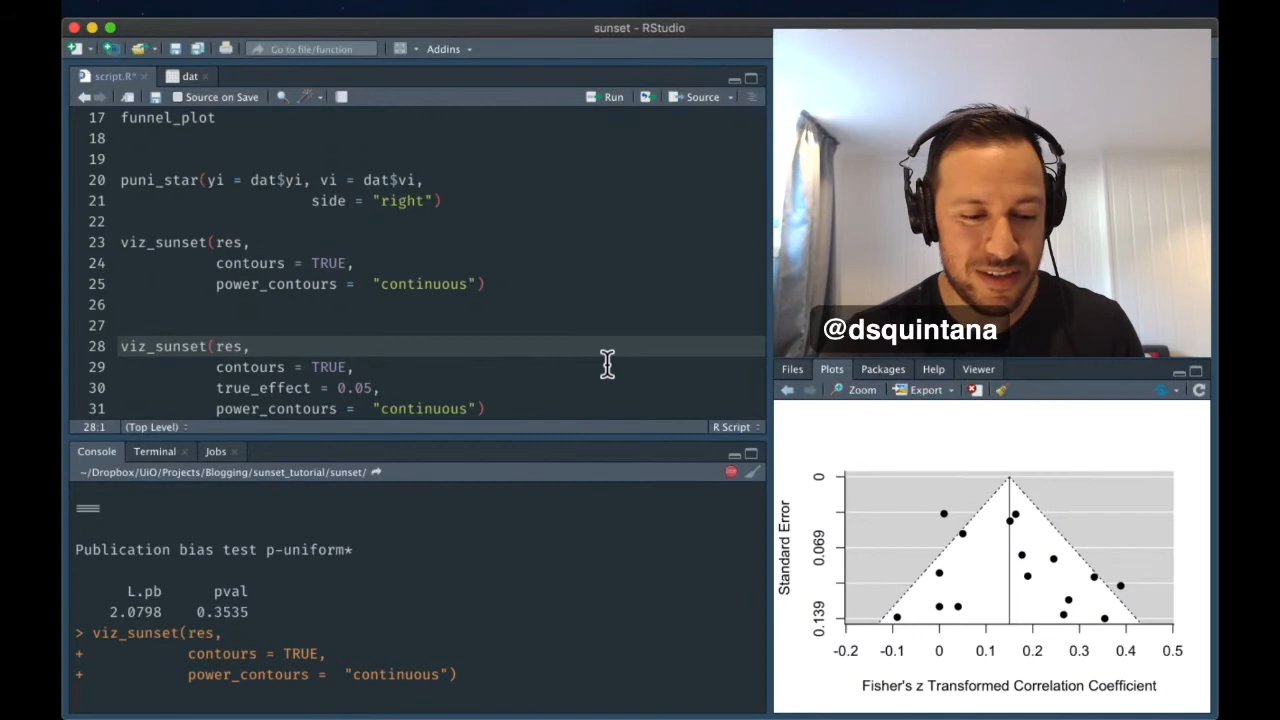 sunset - RStudio
Go to file/function
Addins
script.R*
dat
Source on Save
Run
Source
17 funnel_plot
18
19
20 puni_star(yi = dat$yi, vi = dat$vi,
21 side = "right")
22
23 viz_sunset(res,
24 contours = TRUE,
25 power_contours = "continuous")
26
27
28 viz_sunset(res,
29 contours = TRUE,
30 true_effect = 0.05,
31 power_contours = "continuous")
28:1 (Top Level) R Script
Console Terminal Jobs
~/Dropbox/UiO/Projects/Blogging/sunset_tutorial/sunset/
===
Publication bias test p-uniform*
L.pb pval
2.0798 0.3535
> viz_sunset(res,
+ contours = TRUE,
+ power_contours = "continuous")
@dsquintana
Files Plots Packages Help Viewer
Zoom Export
Standard Error
0
0.069
0.139
-0.2 -0.1 0 0.1 0.2 0.3 0.4 0.5
Fisher's z Transformed Correlation Coefficient